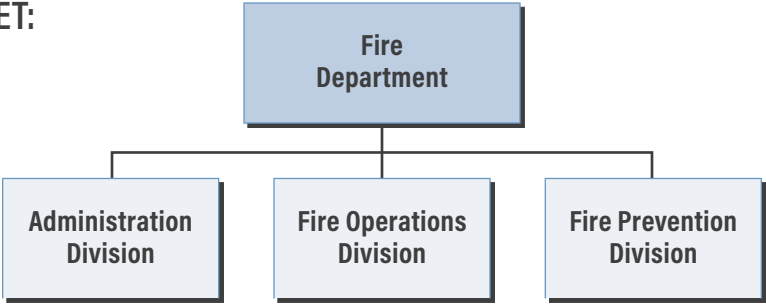 ET:
Fire
Department
Administration
Division
Fire Operations
Division
Fire Prevention
Division